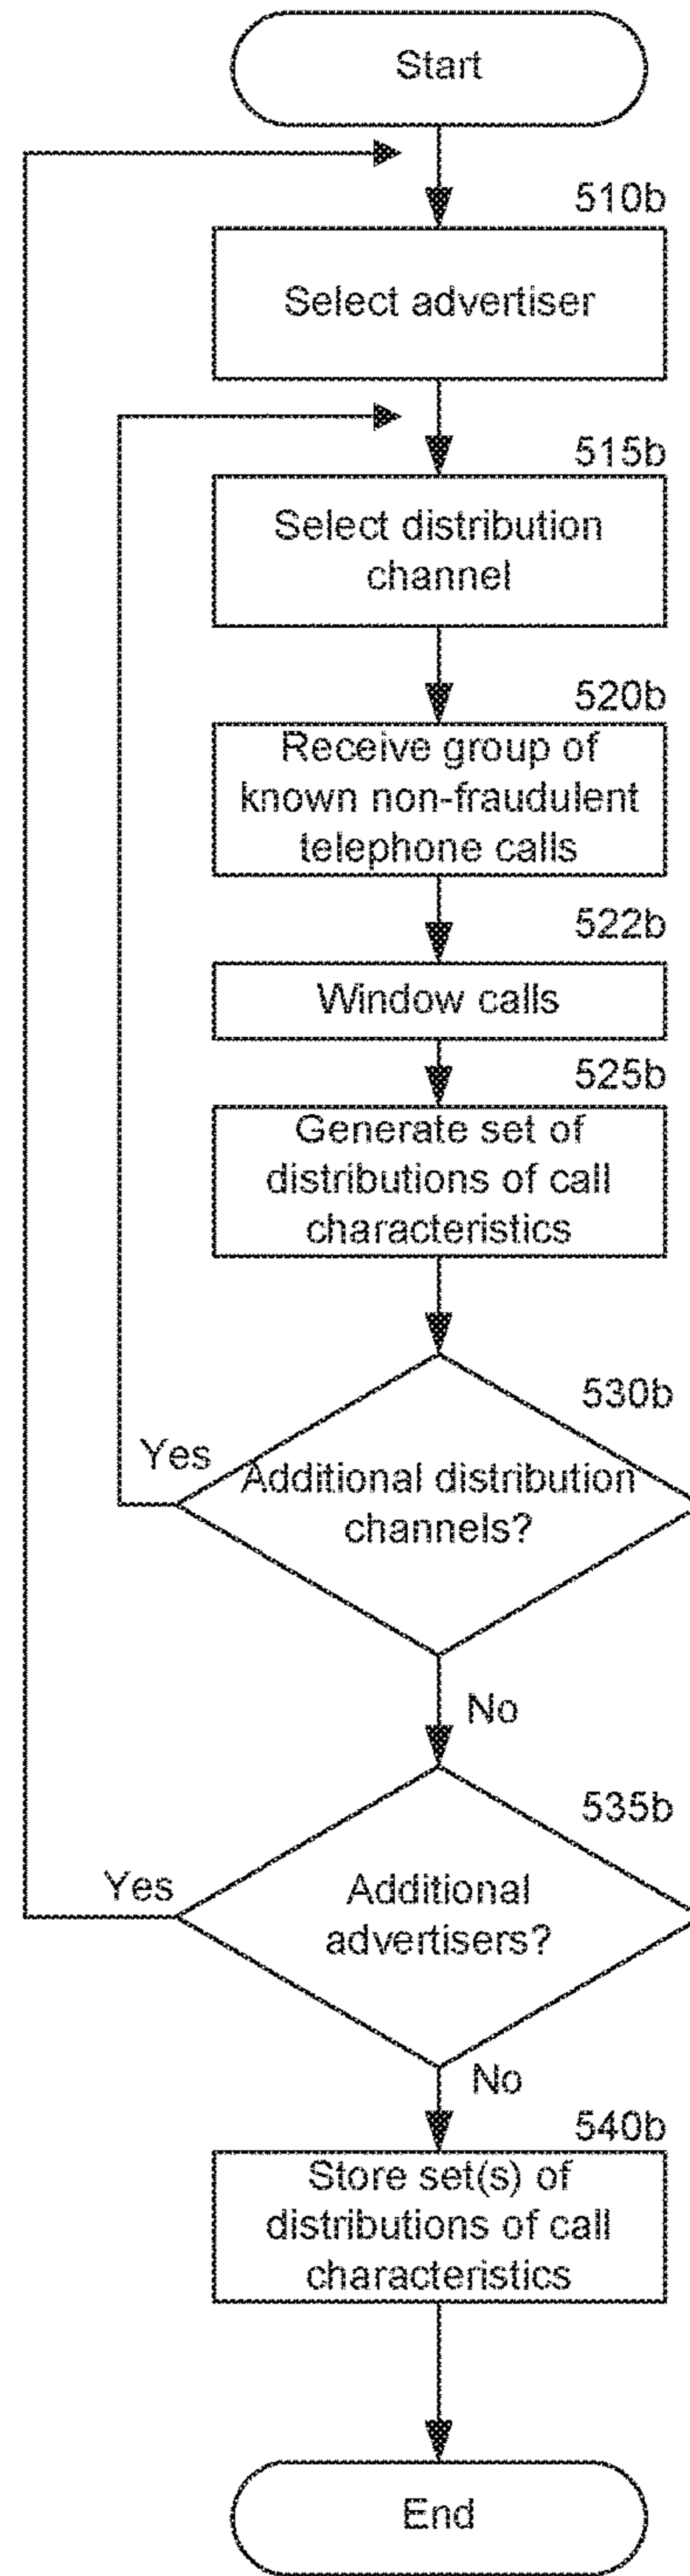 Start
510b
Select advertiser
515b
Select distribution
channel
520b
Receive group of
known non-fraudulent
telephone calls
522b
Window calls
525b
Generate set of
distributions of call
characteristics
530b
Yes
Additional distribution
channels?
No
535b
Yes
Additional
advertisers?
No
540b
Store set(s) of
distributions of call
characteristics
End